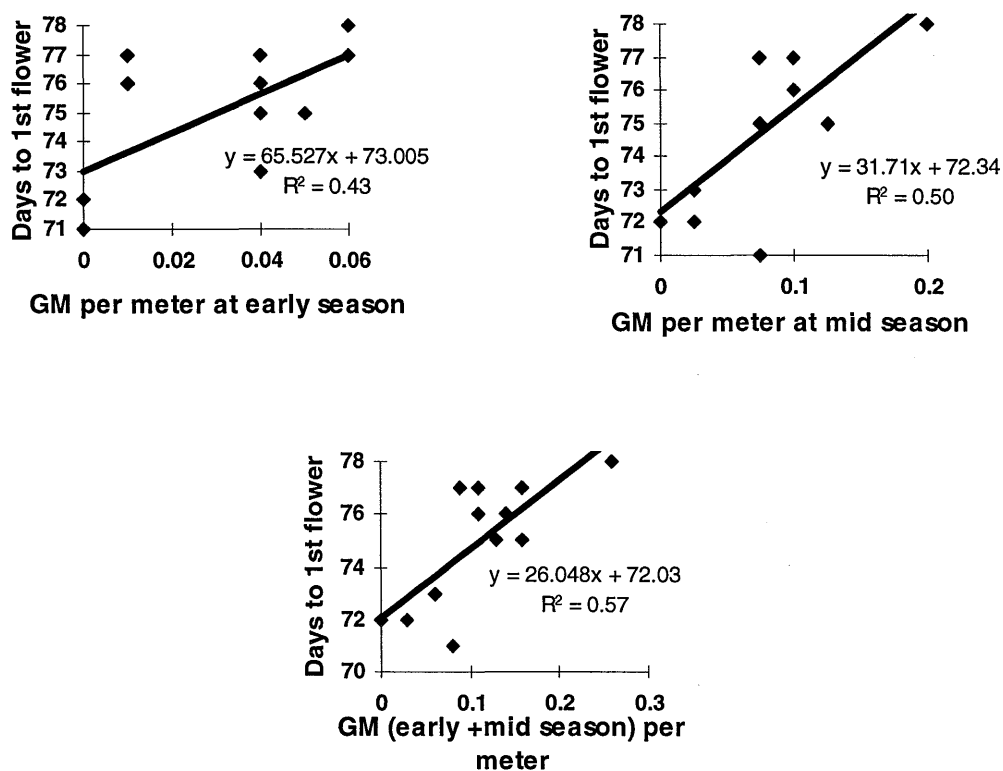 Days to 1st flower
78
77
76
75
74
73
72
71
y = 65.527x + 73.005
R² = 0.43
0 0.02 0.04 0.06
GM per meter at early season
Days to 1st flower
78
77
76
75
74
73
72
71
y = 31.71x + 72.34
R² = 0.50
0 0.1 0.2
GM per meter at mid season
Days to 1st flower
78
76
74
72
70
y = 26.048x + 72.03
R² = 0.57
0 0.1 0.2 0.3
GM (early +mid season) per
meter